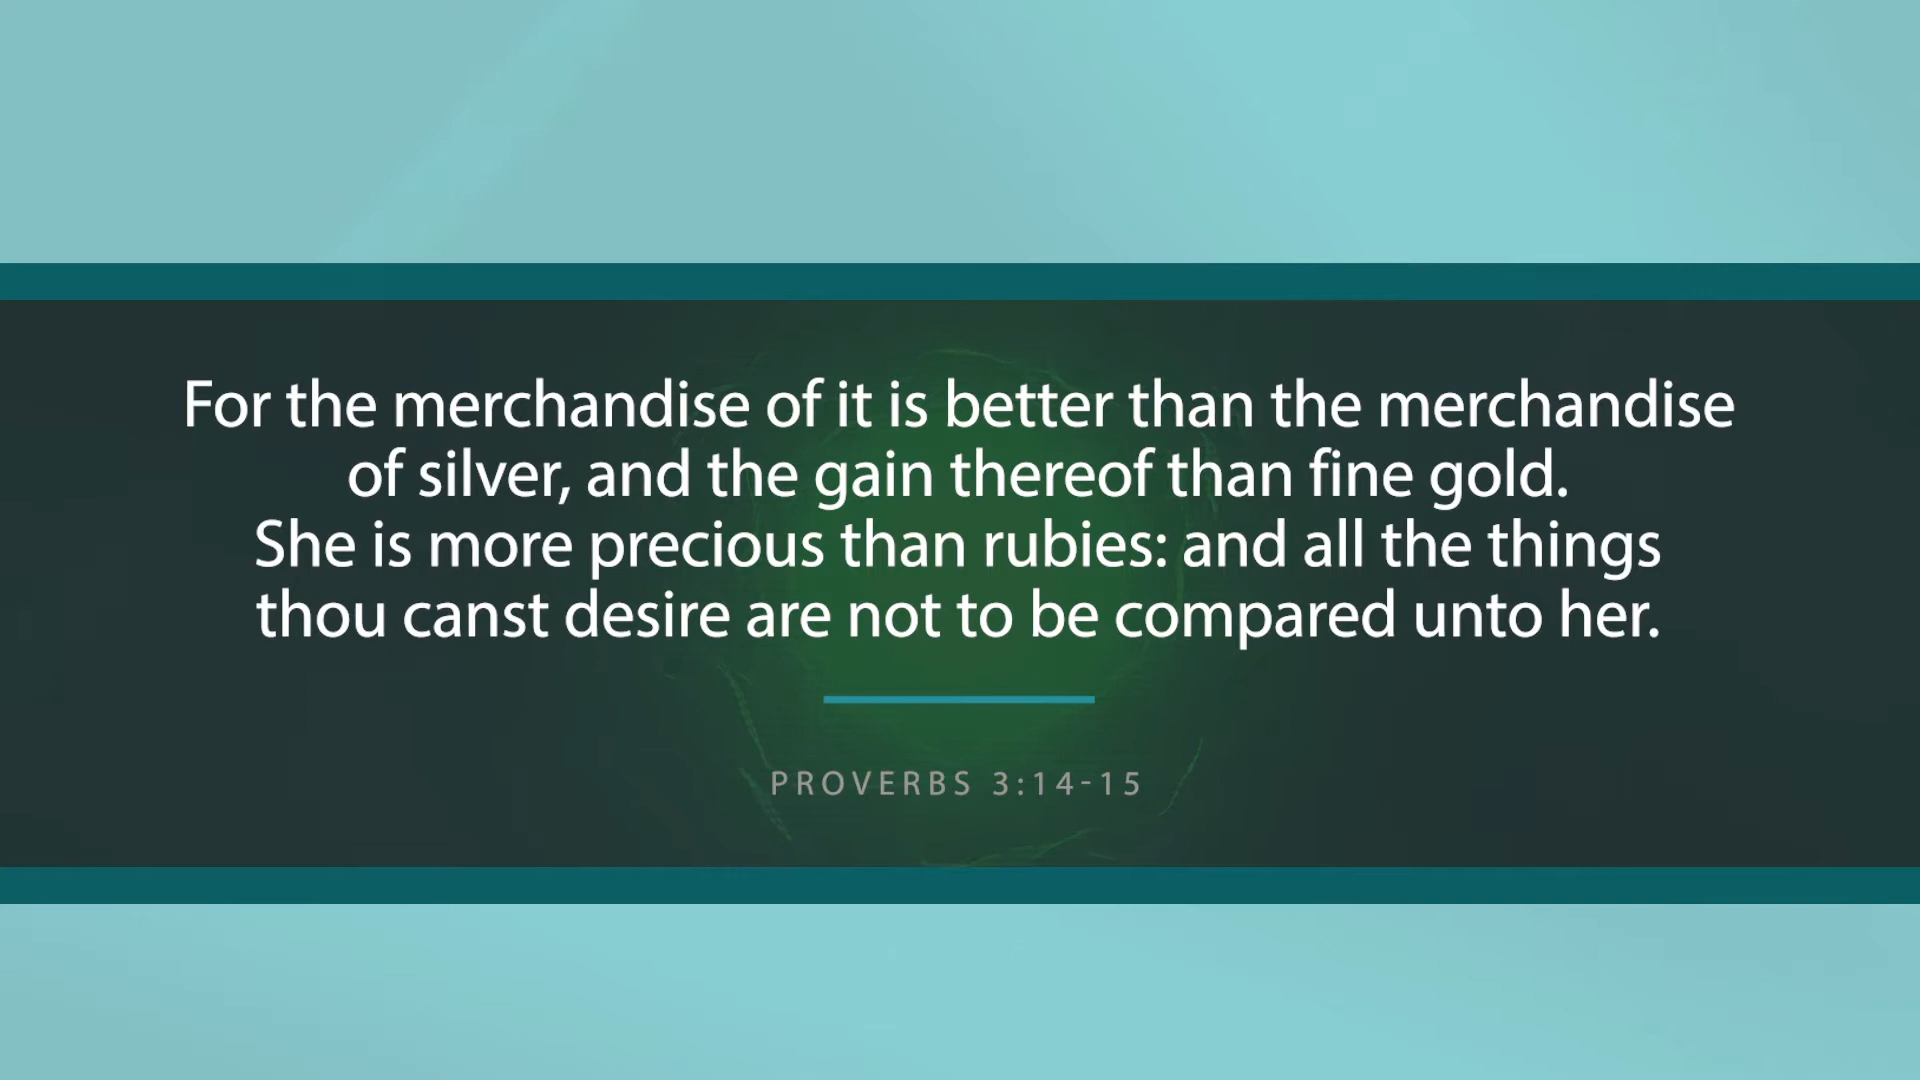 For the merchandise of it is better than the merchandise
of silver, and the gain thereof than fine gold.
She is more precious than rubies: and all the things
thou canst desire are not to be compared unto her.
PROVERBS 3:14-15